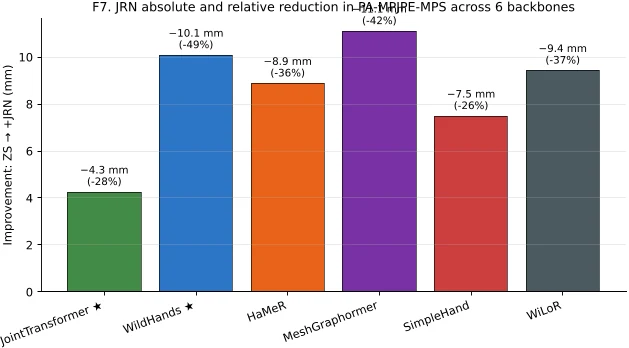 F7. JRN absolute and relative reduction in PA-MPJPE-MPS across 6 backbones
(-42%)
−10.1 mm
(-49%)
−8.9 mm
(-36%)
−9.4 mm
(-37%)
−7.5 mm
(-26%)
−4.3 mm
(-28%)
Improvement: ZS → +JRN (mm)
10
8
6
4
2
0
JointTransformer ★
WildHands ★
HaMeR
MeshGraphormer
SimpleHand
WiLoR